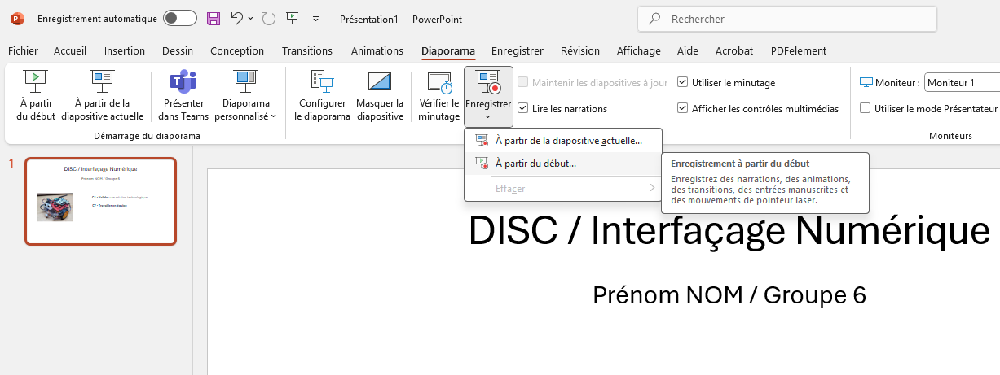 Enregistrement automatique
Présentation1 - PowerPoint
Rechercher
Fichier Accueil Insertion Dessin Conception Transitions Animations Diaporama Enregistrer Révision Affichage Aide Acrobat PDFelement
À partir
du début
À partir de la
diapositive actuelle
Présenter
dans Teams
Diaporama
personnalisé
Démarrage du diaporama
Configurer
le diaporama
Masquer la
diapositive
Vérifier le
minutage
Enregistrer
Maintenir les diapositives à jour
Lire les narrations
Utiliser le minutage
Afficher les contrôles multimédias
Moniteur : Moniteur 1
Utiliser le mode Présentateur
Moniteurs
À partir de la diapositive actuelle...
À partir du début...
Effacer
Enregistrement à partir du début
Enregistrez des narrations, des animations,
des transitions, des entrées manuscrites et
des mouvements de pointeur laser.
1
DISC / Interfaçage Numérique
Prénom NOM / Groupe 6
C4 - Valider une solution technologique
C7 - Travailler en équipe
DISC / Interfaçage Numérique
Prénom NOM / Groupe 6